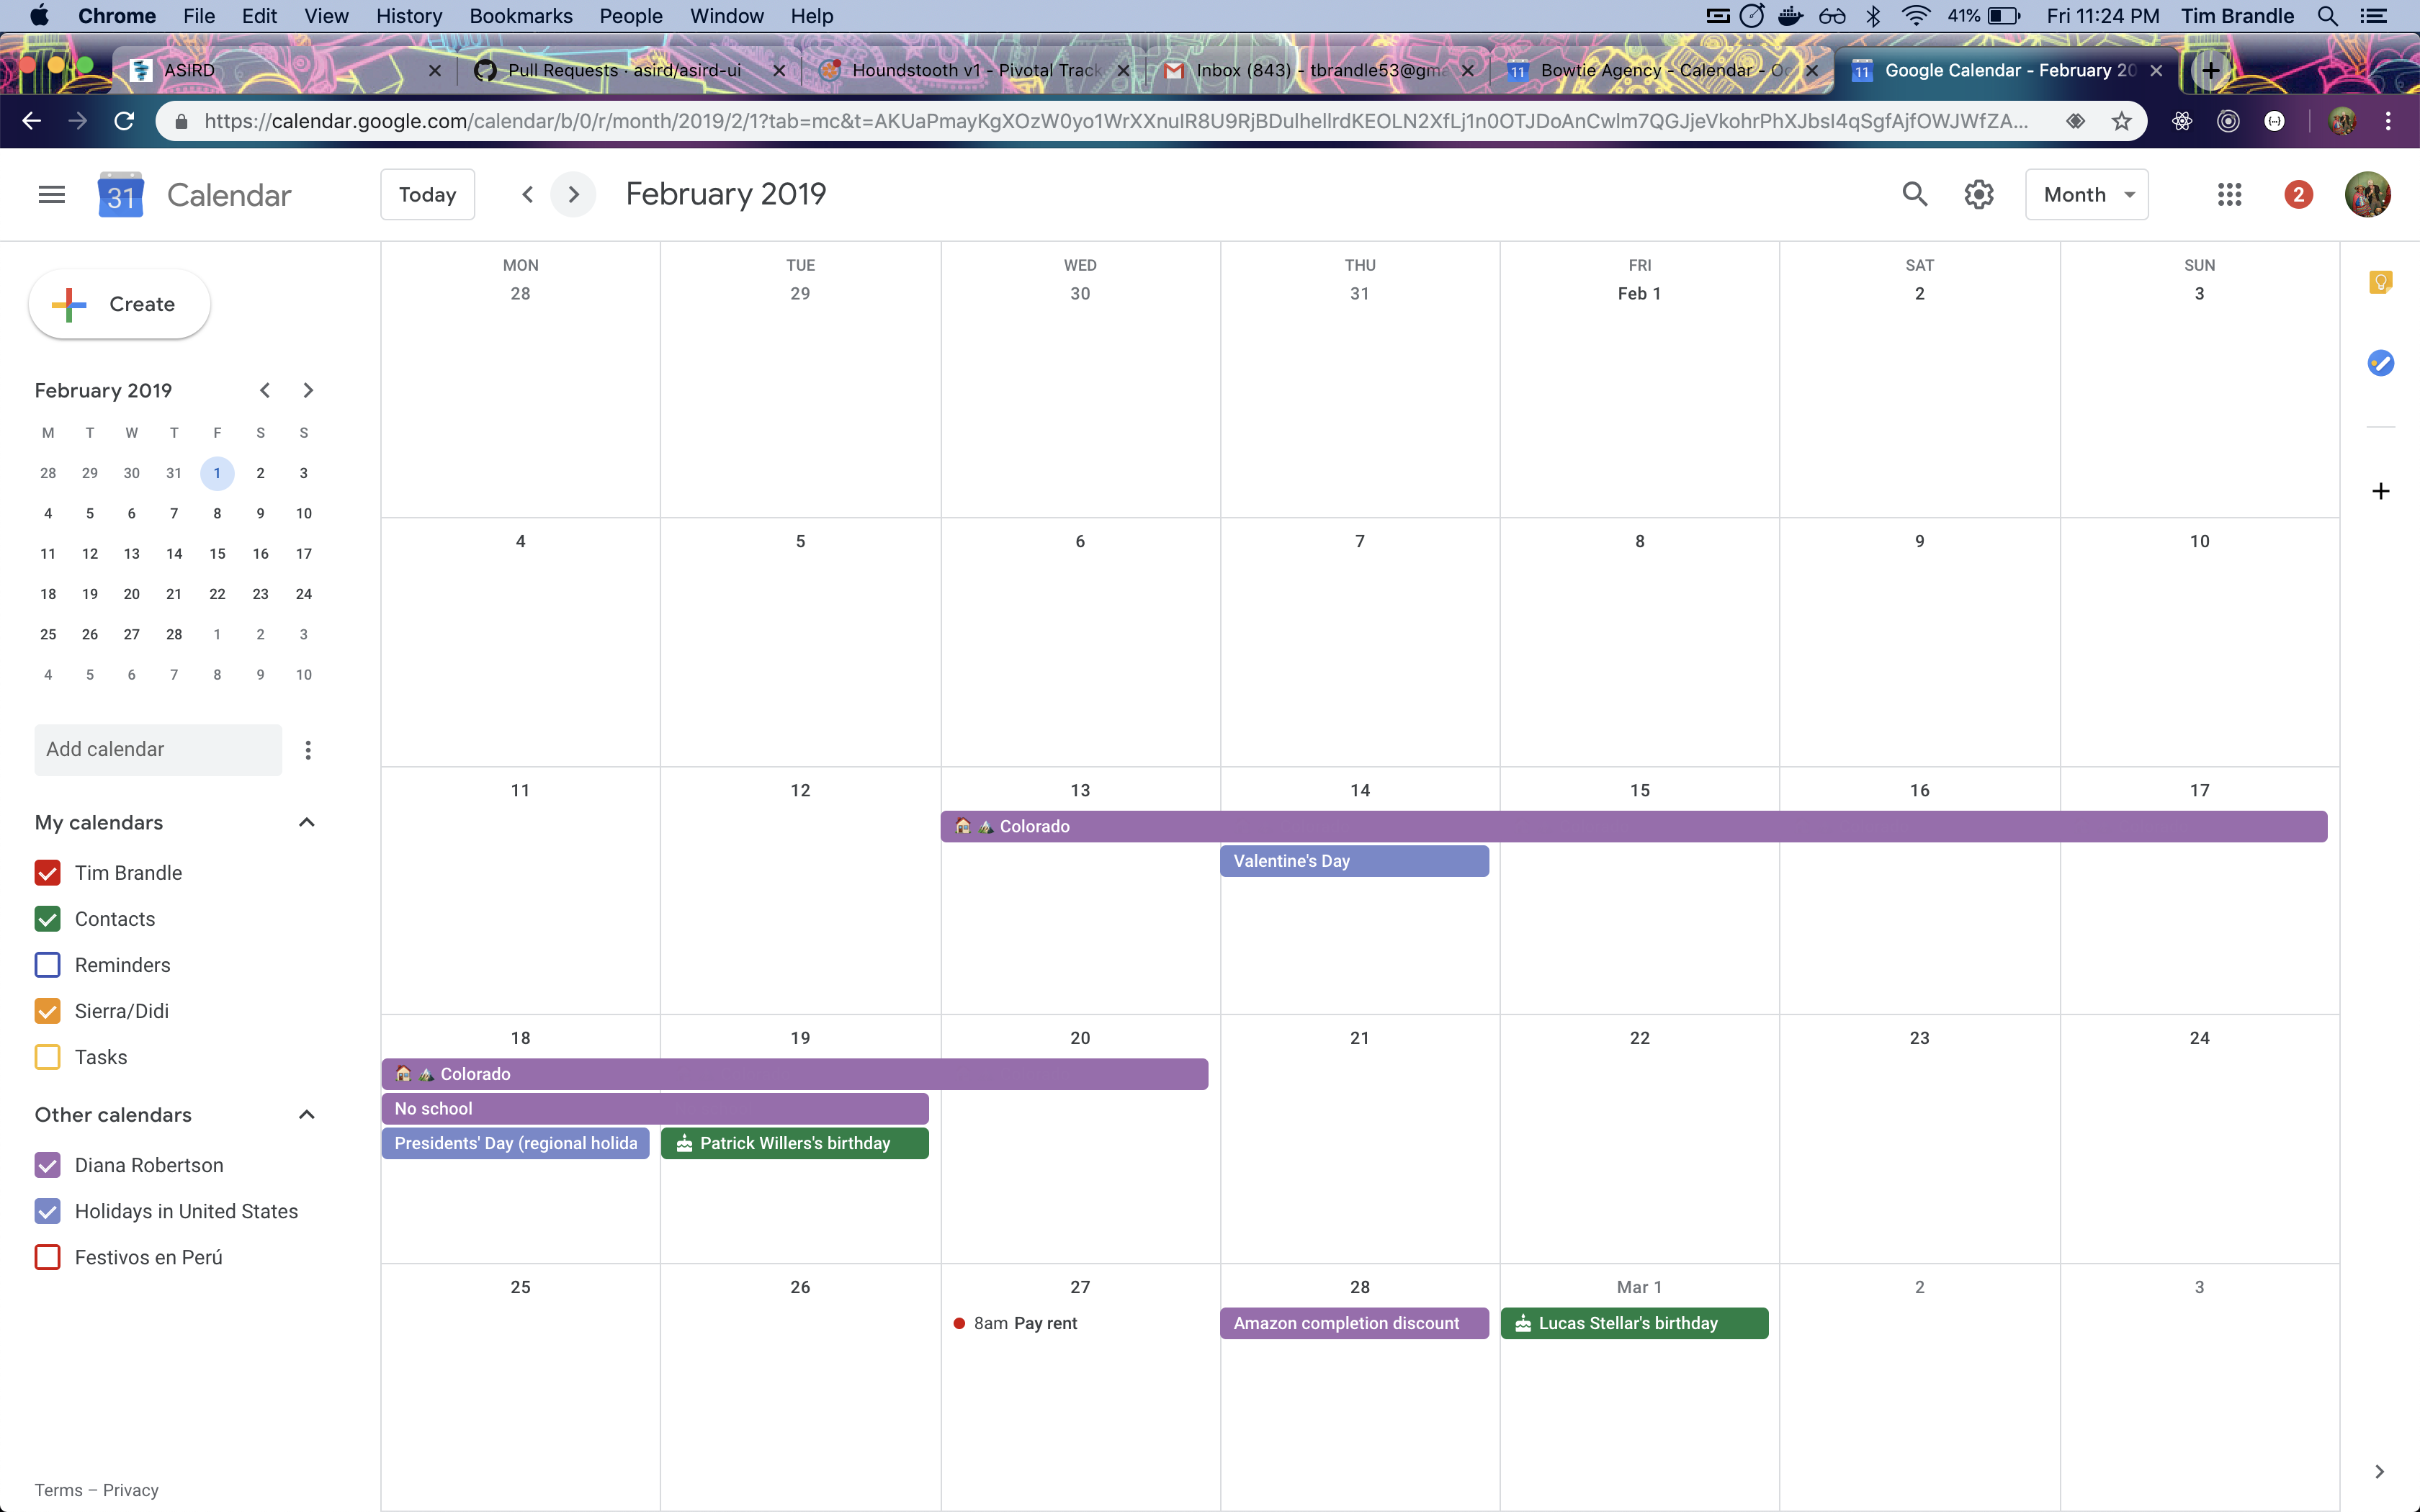 Chrome File Edit View History Bookmarks People Window Help 41% Fri 11:24 PM Tim Brandle
ASIRD
Pull Requests · asird/asird-ui
Houndstooth v1 - Pivotal Track
Inbox (843) - tbrandle53@gma
11 Bowtie Agency - Calendar - Oc
11 Google Calendar - February 20
https://calendar.google.com/calendar/b/0/r/month/2019/2/1?tab=mc&t=
31 Calendar Today February 2019 Month 2
Create
February 2019
M T W T F S S
28 29 30 31 1 2 3
4 5 6 7 8 9 10
11 12 13 14 15 16 17
18 19 20 21 22 23 24
25 26 27 28 1 2 3
4 5 6 7 8 9 10
Add calendar
My calendars
Tim Brandle
Contacts
Reminders
Sierra/Didi
Tasks
Other calendars
Diana Robertson
Holidays in United States
Festivos en Perú
Terms – Privacy
MON TUE WED THU FRI SAT SUN
28 29 30 31 Feb 1 2 3
4 5 6 7 8 9 10
11 12 13 14 15 16 17
🏠 ⛰️ Colorado
Valentine's Day
18 19 20 21 22 23 24
🏠 ⛰️ Colorado
No school
Presidents' Day (regional holida
Patrick Willers's birthday
25 26 27 28 Mar 1 2 3
8am Pay rent
Amazon completion discount
Lucas Stellar's birthday